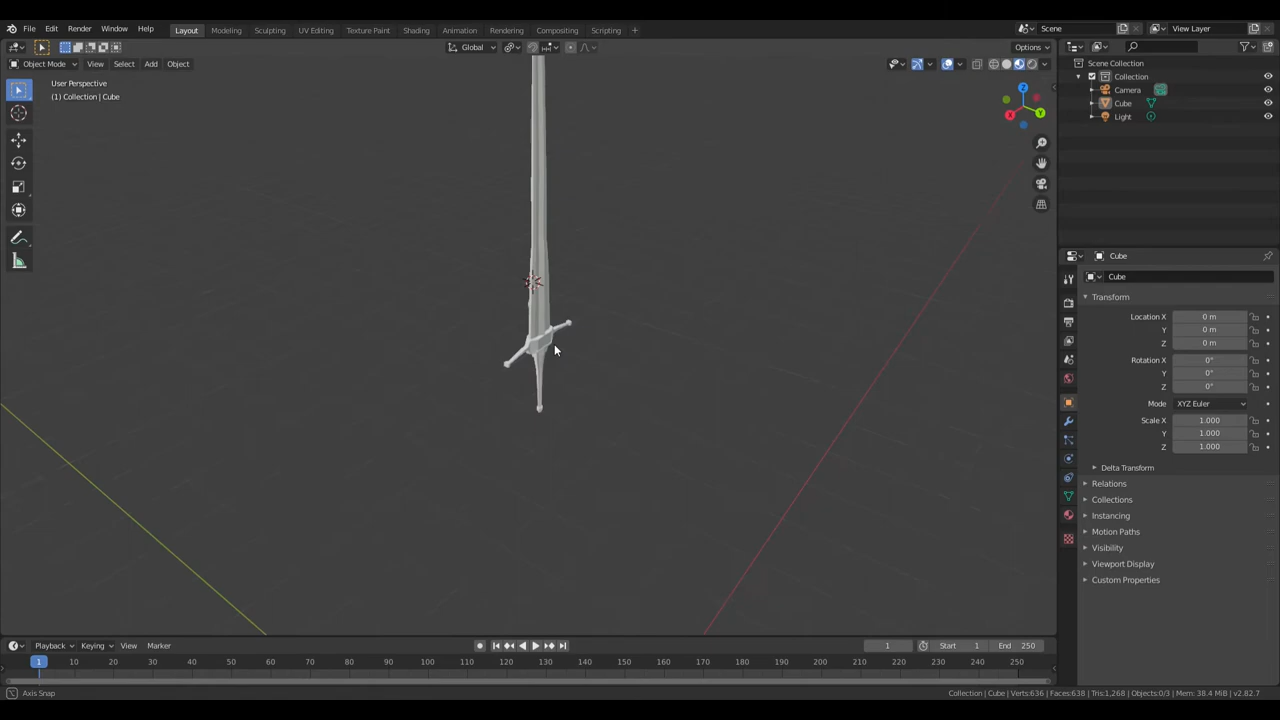 File Edit Render Window Help Layout Modeling Sculpting UV Editing Texture Paint Shading Animation Rendering Compositing Scripting + Scene View Layer
Global Options
Object Mode View Select Add Object
User Perspective
(1) Collection | Cube
Z
Y
X
Scene Collection
Collection
Camera
Cube
Light
Cube
Cube
Transform
Location X 0 m
Y 0 m
Z 0 m
Rotation X 0°
Y 0°
Z 0°
Mode XYZ Euler
Scale X 1.000
Y 1.000
Z 1.000
Delta Transform
Relations
Collections
Instancing
Motion Paths
Visibility
Viewport Display
Custom Properties
Playback Keying View Marker 1 Start 1 End 250
1 10 20 30 40 50 60 70 80 90 100 110 120 130 140 150 160 170 180 190 200 210 220 230 240 250
Axis Snap Collection | Cube | Verts:636 | Faces:638 | Tris:1,268 | Objects:0/3 | Mem: 38.4 MiB | v2.82.7